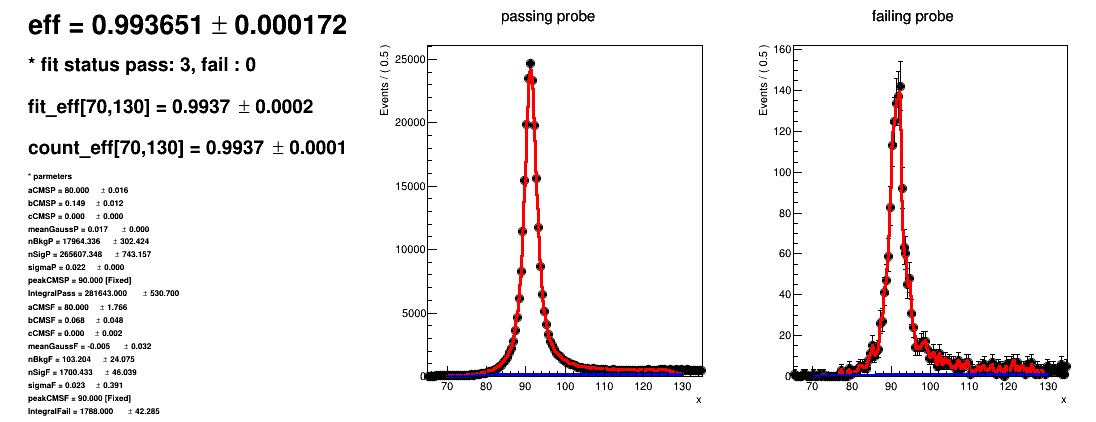 eff = 0.993651 ± 0.000172
* fit status pass: 3, fail : 0
fit_eff[70,130] = 0.9937 ± 0.0002
count_eff[70,130] = 0.9937 ± 0.0001
* parmeters
aCMSP = 80.000 ± 0.016
bCMSP = 0.149 ± 0.012
cCMSP = 0.000 ± 0.000
meanGaussP = 0.017 ± 0.000
nBkgP = 17964.336 ± 302.424
nSigP = 265607.348 ± 743.157
sigmaP = 0.022 ± 0.000
peakCMSP = 90.000 [Fixed]
IntegralPass = 281643.000 ± 530.700
aCMSF = 80.000 ± 1.766
bCMSF = 0.068 ± 0.048
cCMSF = 0.000 ± 0.002
meanGaussF = -0.005 ± 0.032
nBkgF = 103.204 ± 24.075
nSigF = 1700.433 ± 46.039
sigmaF = 0.023 ± 0.391
peakCMSF = 90.000 [Fixed]
IntegralFail = 1788.000 ± 42.285
passing probe
Events / ( 0.5 )
25000
20000
15000
10000
5000
0
70 80 90 100 110 120 130
x
failing probe
Events / ( 0.5 )
160
140
120
100
80
60
40
20
0
70 80 90 100 110 120 130
x